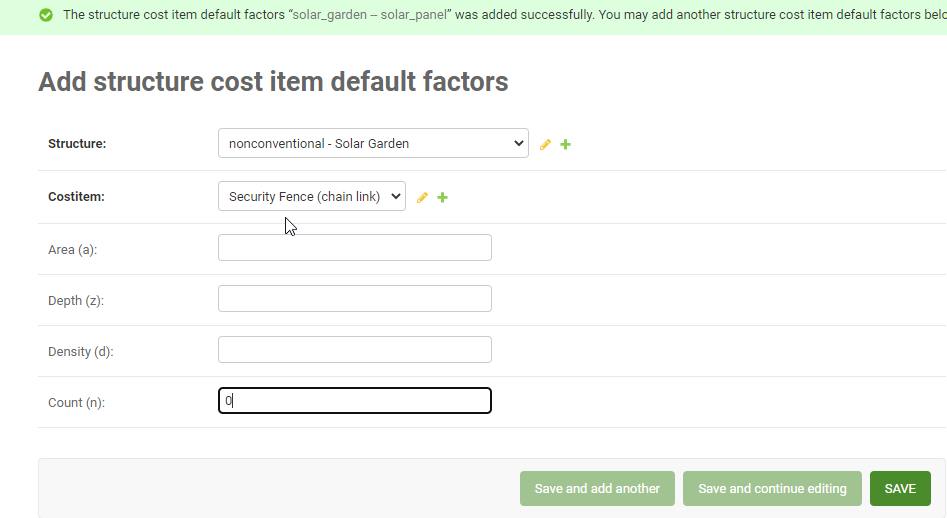 The structure cost item default factors “solar_garden – solar_panel” was added successfully. You may add another structure cost item default factors
Add structure cost item default factors
Structure: nonconventional - Solar Garden
Costitem: Security Fence (chain link)
Area (a):
Depth (z):
Density (d):
Count (n): 0
Save and add another Save and continue editing SAVE